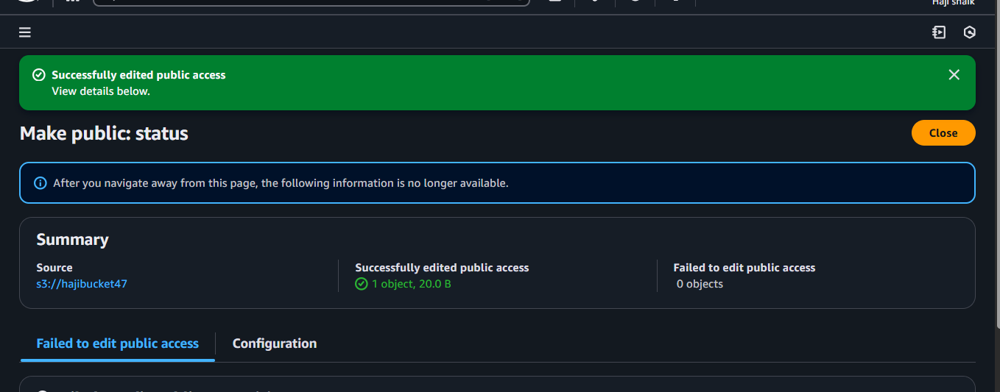 Haji shaik
Successfully edited public access
View details below.
Make public: status
Close
After you navigate away from this page, the following information is no longer available.
Summary
Source
s3://hajibucket47
Successfully edited public access
1 object, 20.0 B
Failed to edit public access
0 objects
Failed to edit public access
Configuration